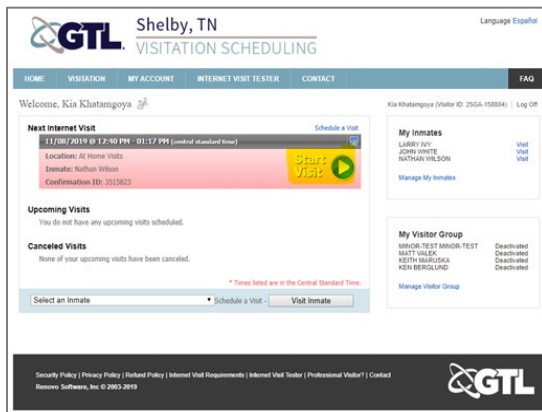 GTL
Shelby, TN
VISITATION SCHEDULING
Language Español
HOME VISITATION MY ACCOUNT INTERNET VISIT TESTER CONTACT FAQ
Welcome, Kia Khatamgoya
Kia Khatamgoya (Visitor ID: 25GA-158804) | Log Off
Next Internet Visit
Schedule a Visit
11/08/2019 @ 12:40 PM - 01:17 PM (central standard time)
Location: At Home Visits
Inmate: Nathan Wilson
Confirmation ID: 3515823
Start
Visit
Upcoming Visits
You do not have any upcoming visits scheduled.
Canceled Visits
None of your upcoming visits have been canceled.
* Times listed are in the Central Standard Time.
Select an Inmate
Schedule a Visit -
Visit Inmate
My Inmates
LARRY IVY Visit
JOHN WHITE Visit
NATHAN WILSON Visit
Manage My Inmates
My Visitor Group
MINOR-TEST MINOR-TEST Deactivated
MATT VALEK Deactivated
KEITH MARUSKA Deactivated
KEN BERGLUND Deactivated
Manage Visitor Group
Security Policy | Privacy Policy | Refund Policy | Internet Visit Requirements | Internet Visit Tester | Professional Visitor? | Contact
Renovo Software, Inc © 2003-2019
GTL